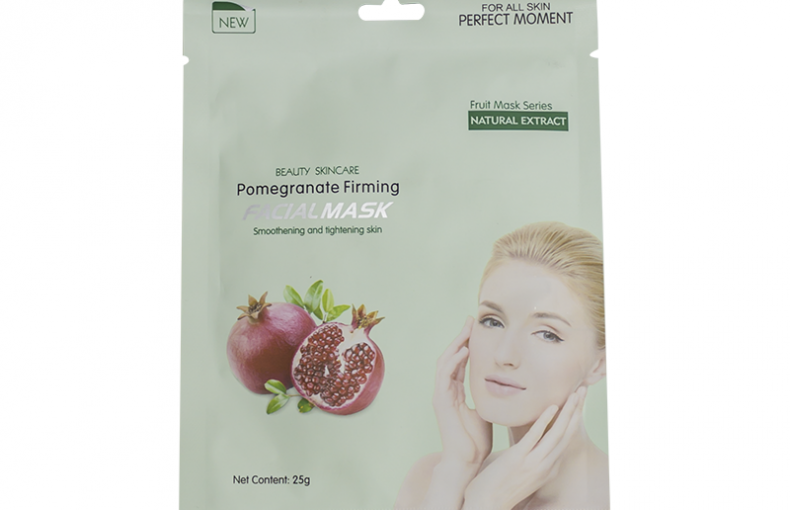 NEW
FOR ALL SKIN
PERFECT MOMENT
Fruit Mask Series
NATURAL EXTRACT
BEAUTY SKINCARE
Pomegranate Firming
FACIALMASK
Smoothening and tightening skin
Net Content: 25g